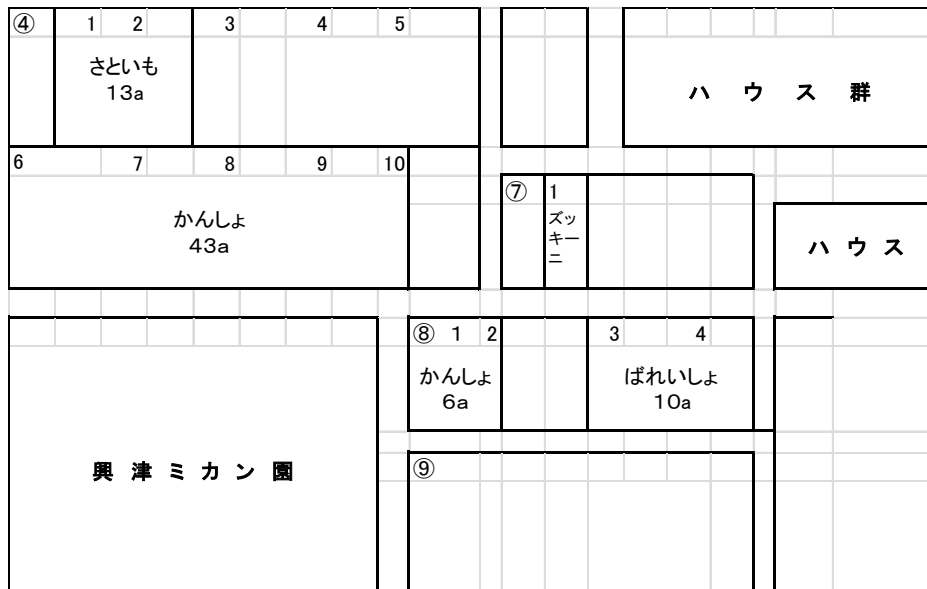 ④ 1 2 3 4 5
さといも
13a
ハウス群
6 7 8 9 10
かんしょ
43a
⑦ 1
ズッ
キー
ニ
ハウス
⑧ 1 2 3 4
かんしょ
6a
ばれいしょ
10a
興津ミカン園
⑨